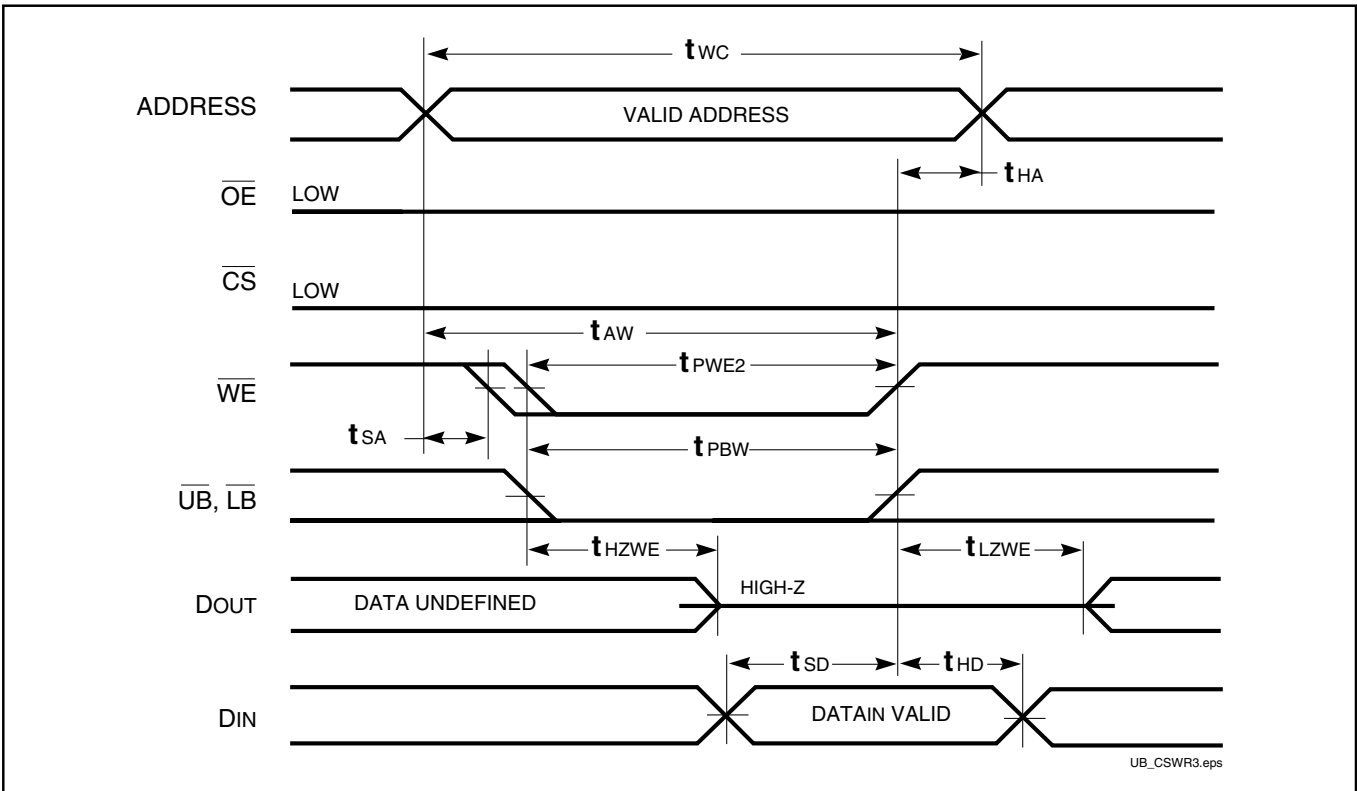 tWC
ADDRESS
VALID ADDRESS
tHA
OE
LOW
CS
LOW
tAW
tPWE2
WE
tSA
tPBW
UB, LB
tHZWE
tLZWE
DOUT
DATA UNDEFINED
HIGH-Z
tSD
tHD
DIN
DATAIN VALID
UB_CSWR3.eps